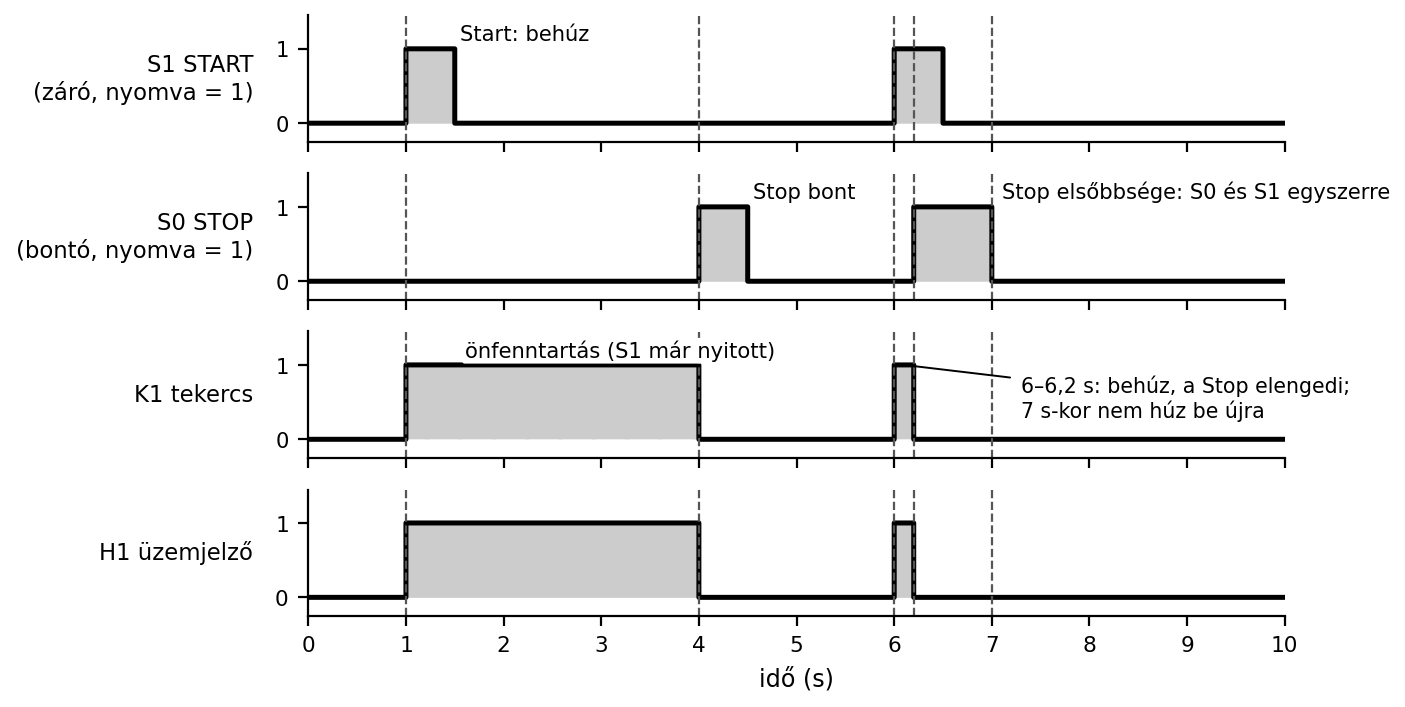 Start: behúz
1
S1 START
(záró, nyomva = 1)
0
Stop bont
Stop elsőbbsége: S0 és S1 egyszerre
1
S0 STOP
(bontó, nyomva = 1)
0
önfenntartás (S1 már nyitott)
1
K1 tekercs
6–6,2 s: behúz, a Stop elengedi;
7 s-kor nem húz be újra
0
1
H1 üzemjelző
0
0 1 2 3 4 5 6 7 8 9 10
idő (s)